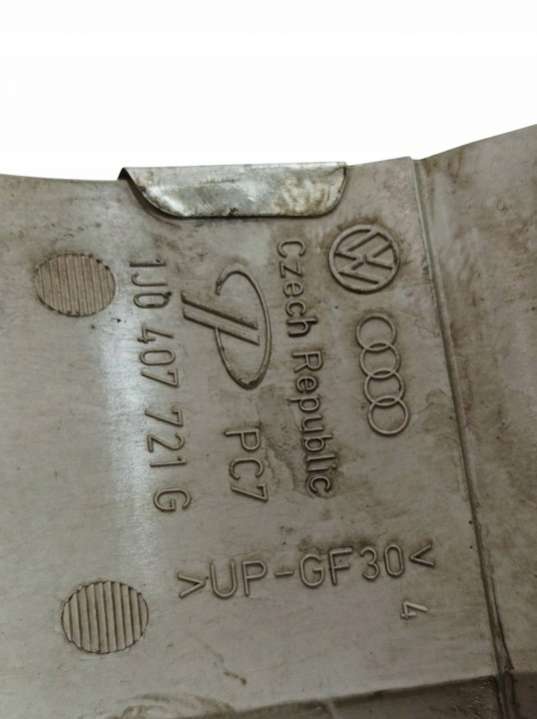 Czech Republic
PC7
1J0 407 721 G
>UP-GF30<
4